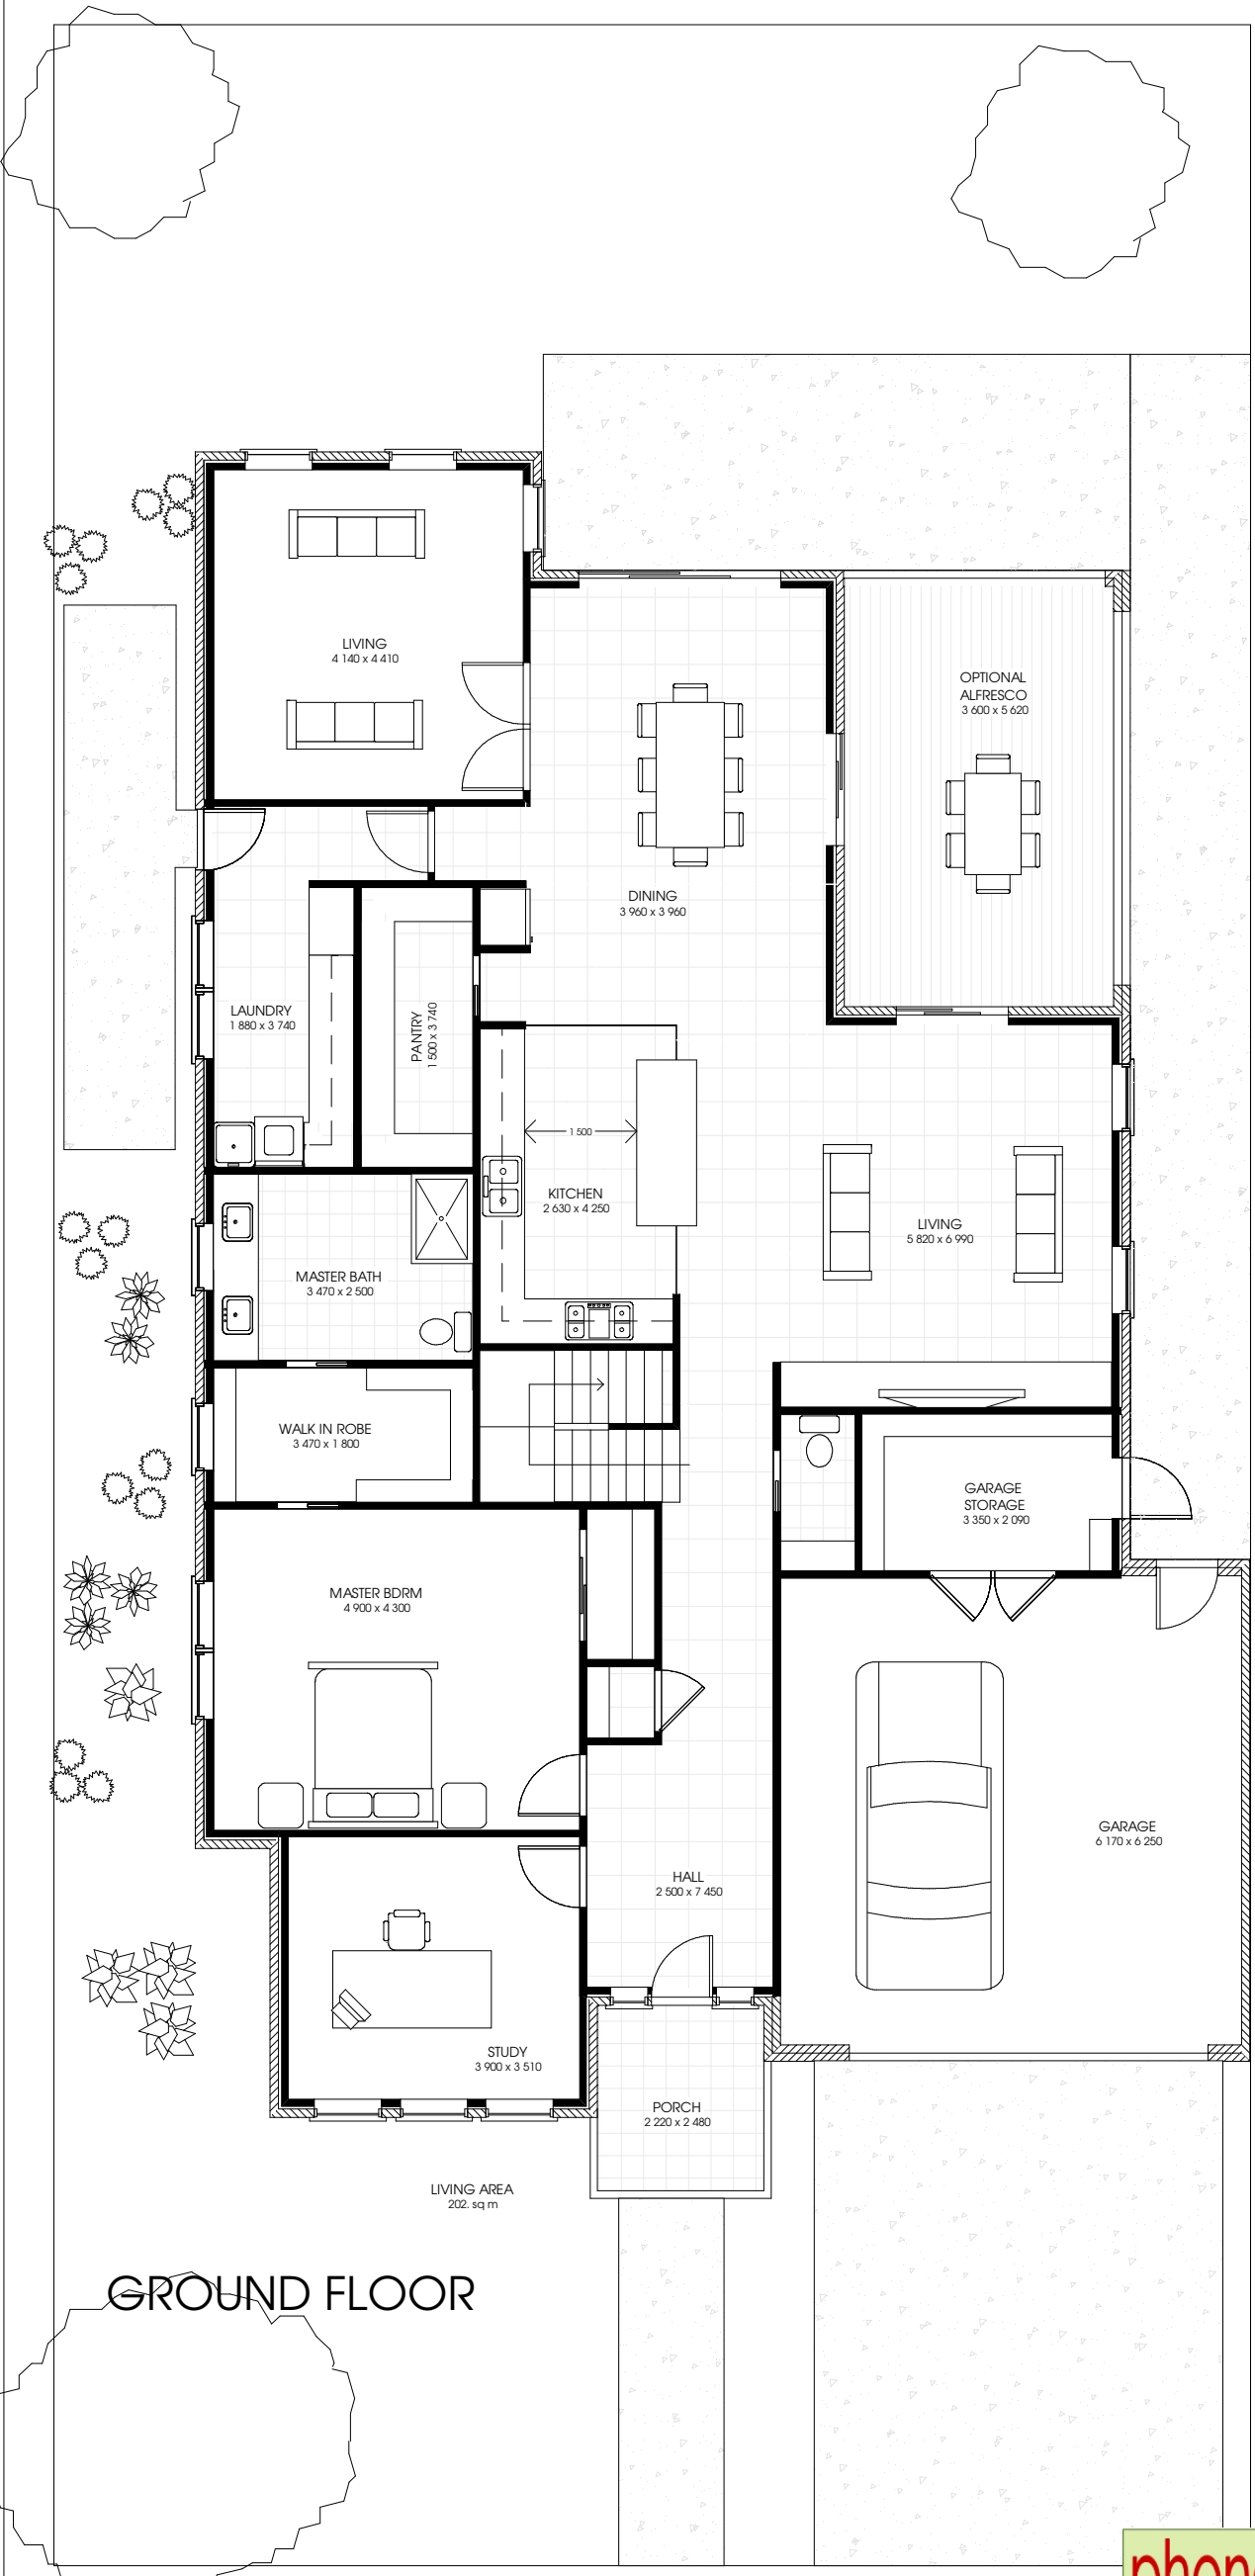 LIVING
4 140 x 4 410
OPTIONAL
ALFRESCO
3 600 x 5 620
DINING
3 960 x 3 960
LAUNDRY
1 880 x 3 740
PANTRY
1 500 x 3 740
1 500
KITCHEN
2 630 x 4 250
LIVING
5 820 x 6 990
MASTER BATH
3 470 x 2 500
WALK IN ROBE
3 470 x 1 800
GARAGE
STORAGE
3 350 x 2 090
MASTER BDRM
4 900 x 4 300
GARAGE
6 170 x 6 250
HALL
2 500 x 7 450
STUDY
3 900 x 3 510
PORCH
2 220 x 2 480
LIVING AREA
202. sq m
GROUND FLOOR